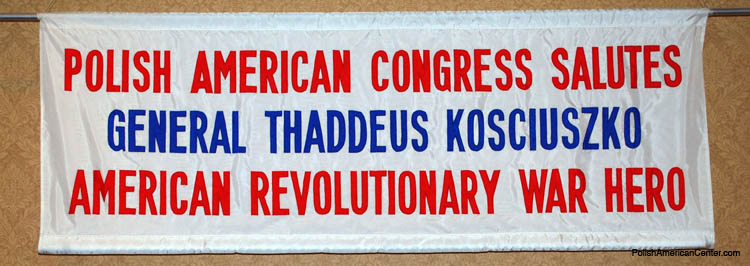 POLISH AMERICAN CONGRESS SALUTES
GENERAL THADDEUS KOSCIUSZKO
AMERICAN REVOLUTIONARY WAR HERO
PolishAmericanCenter.com